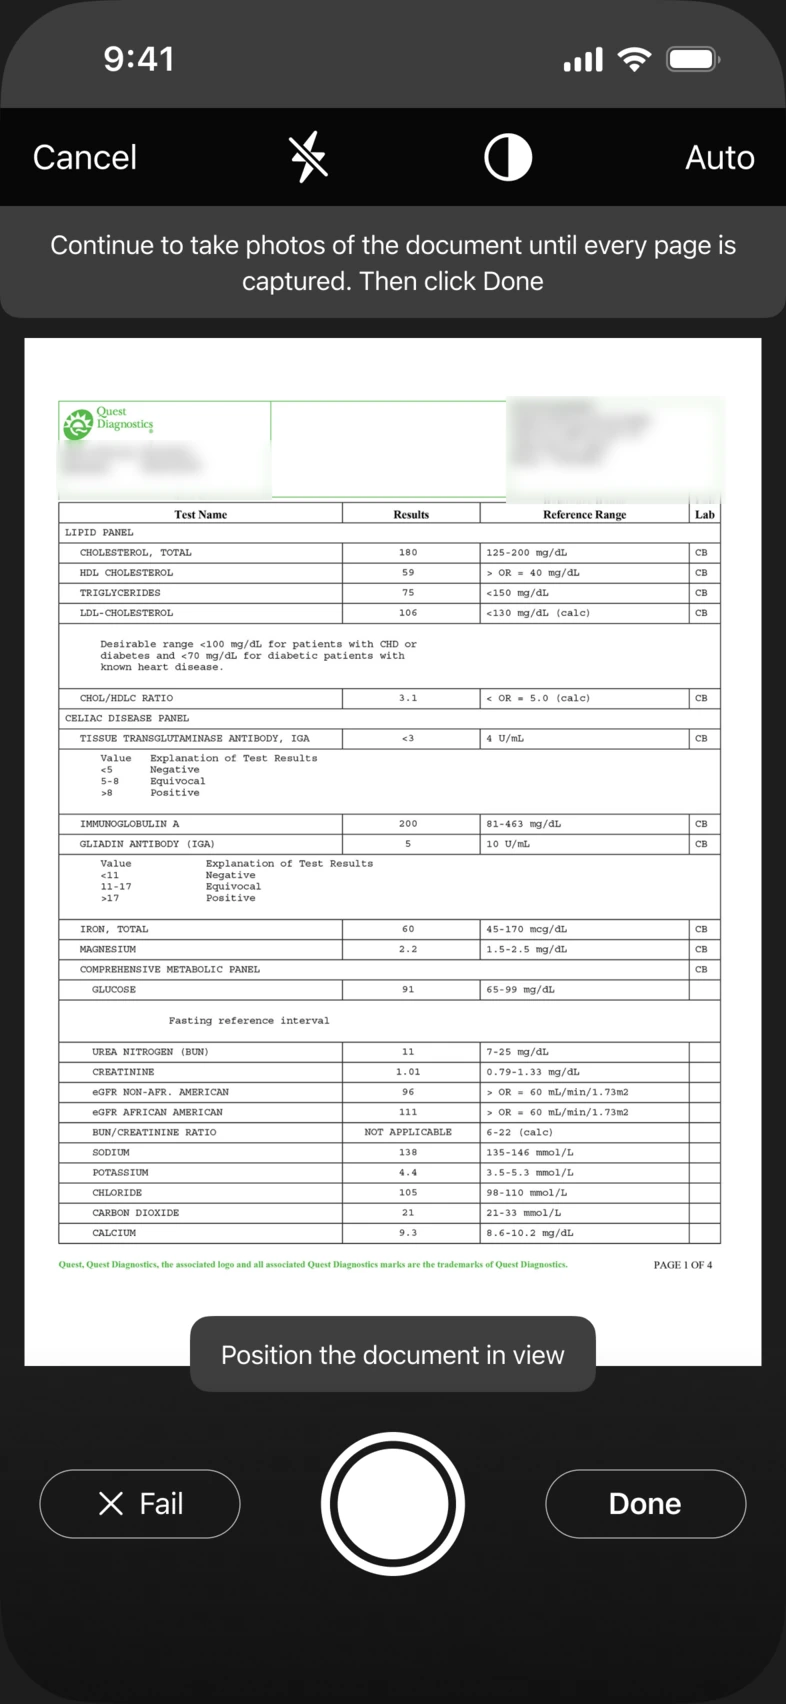 9:41
Cancel
Auto
Continue to take photos of the document until every page is
captured. Then click Done
Quest
Diagnostics
Test Name Results Reference Range Lab
LIPID PANEL
CHOLESTEROL, TOTAL 180 125-200 mg/dL CB
HDL CHOLESTEROL 59 > OR = 40 mg/dL CB
TRIGLYCERIDES 75 <150 mg/dL CB
LDL-CHOLESTEROL 106 <130 mg/dL (calc) CB
Desirable range <100 mg/dL for patients with CHD or
diabetes and <70 mg/dL for diabetic patients with
known heart disease.
CHOL/HDLC RATIO 3.1 < OR = 5.0 (calc) CB
CELIAC DISEASE PANEL
TISSUE TRANSGLUTAMINASE ANTIBODY, IGA <3 4 U/mL CB
Value Explanation of Test Results
<5 Negative
5-8 Equivocal
>8 Positive
IMMUNOGLOBULIN A 200 81-463 mg/dL CB
GLIADIN ANTIBODY (IGA) 5 10 U/mL CB
Value Explanation of Test Results
<11 Negative
11-17 Equivocal
>17 Positive
IRON, TOTAL 60 45-170 mcg/dL CB
MAGNESIUM 2.2 1.5-2.5 mg/dL CB
COMPREHENSIVE METABOLIC PANEL CB
GLUCOSE 91 65-99 mg/dL
Fasting reference interval
UREA NITROGEN (BUN) 11 7-25 mg/dL
CREATININE 1.01 0.79-1.33 mg/dL
eGFR NON-AFR. AMERICAN 96 > OR = 60 mL/min/1.73m2
eGFR AFRICAN AMERICAN 111 > OR = 60 mL/min/1.73m2
BUN/CREATININE RATIO NOT APPLICABLE 6-22 (calc)
SODIUM 138 135-146 mmol/L
POTASSIUM 4.4 3.5-5.3 mmol/L
CHLORIDE 105 98-110 mmol/L
CARBON DIOXIDE 21 21-33 mmol/L
CALCIUM 9.3 8.6-10.2 mg/dL
Quest, Quest Diagnostics, the associated logo and all associated Quest Diagnostics marks are the trademarks of Quest Diagnostics. PAGE 1 OF 4
Position the document in view
Fail
Done